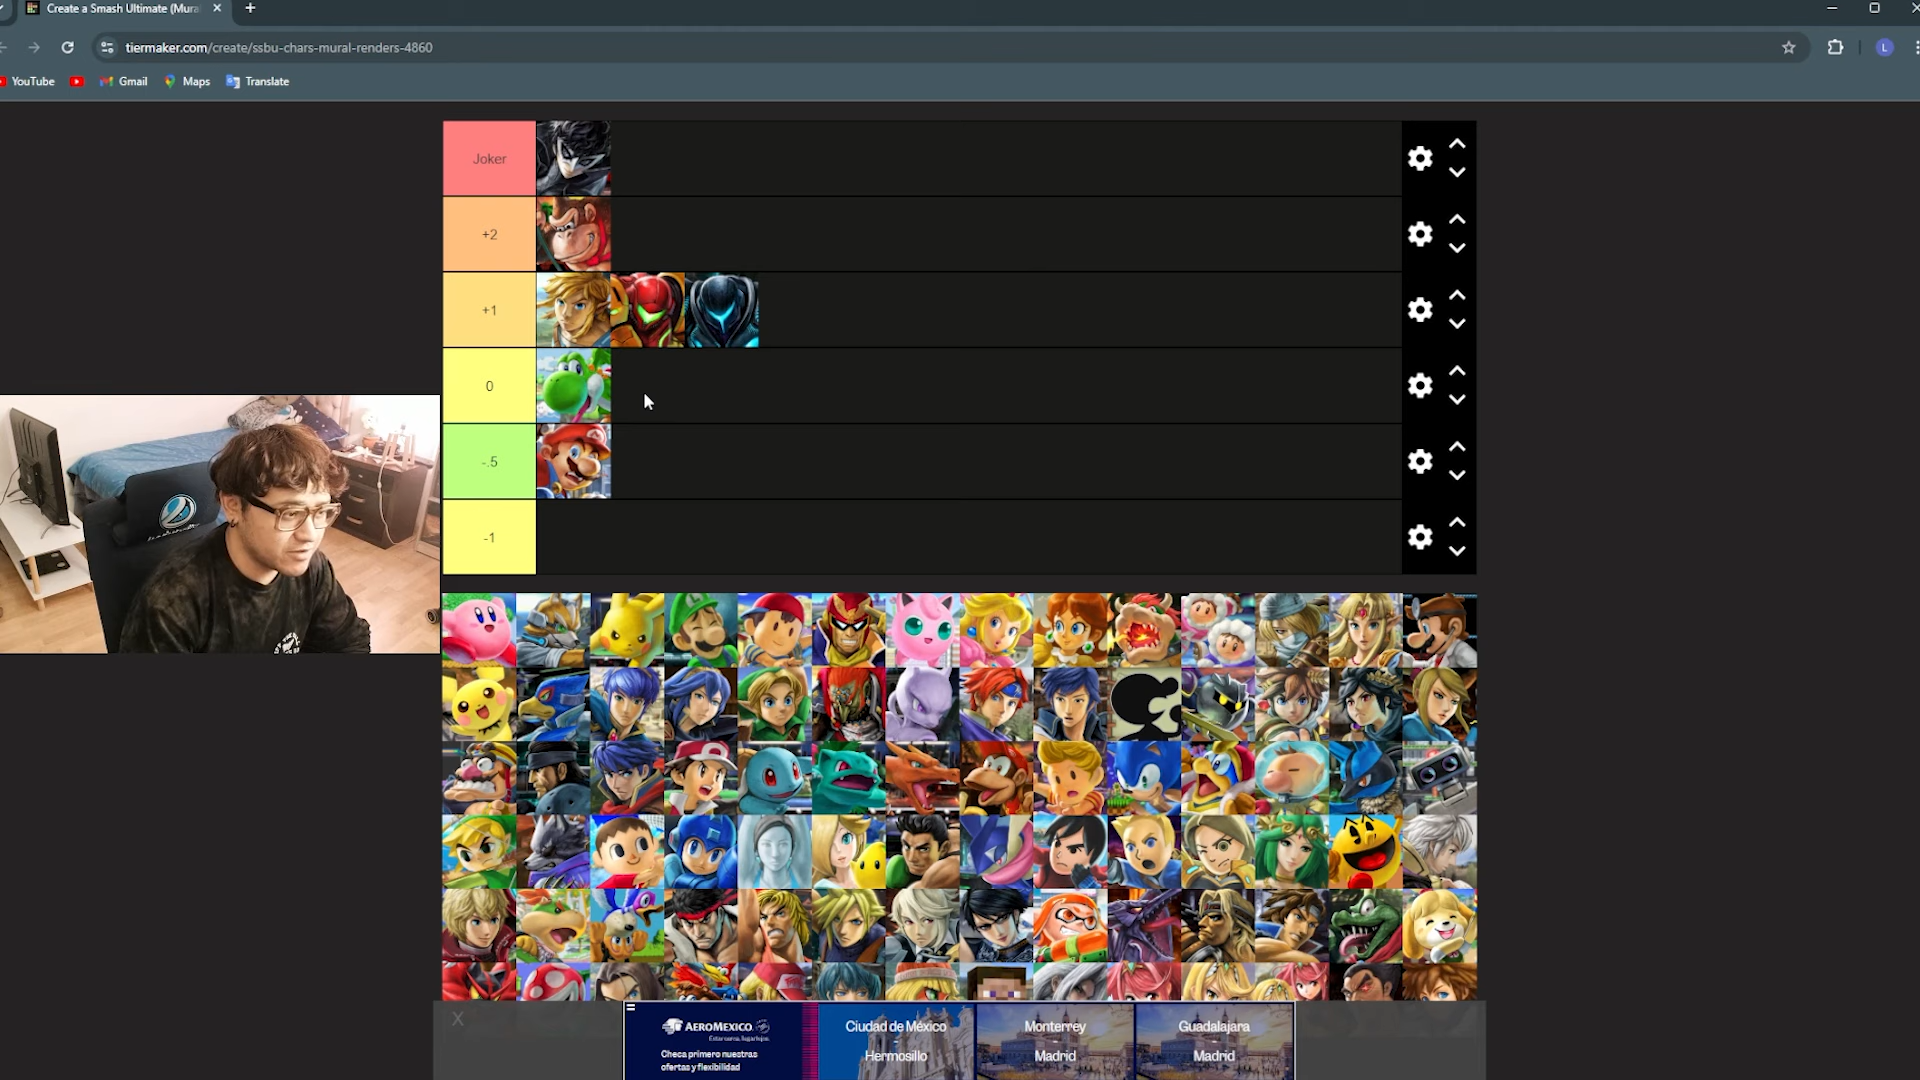 Create a Smash Ultimate (Mura
tiermaker.com/create/ssbu-chars-mural-renders-4860
L
YouTube
Gmail
Maps
Translate
Joker
+2
+1
0
-.5
-1
X
AEROMEXICO.
Checa primero nuestras
ofertas y flexibilidad
Ciudad de México
-
Hermosillo
Monterrey
-
Madrid
Guadalajara
-
Madrid